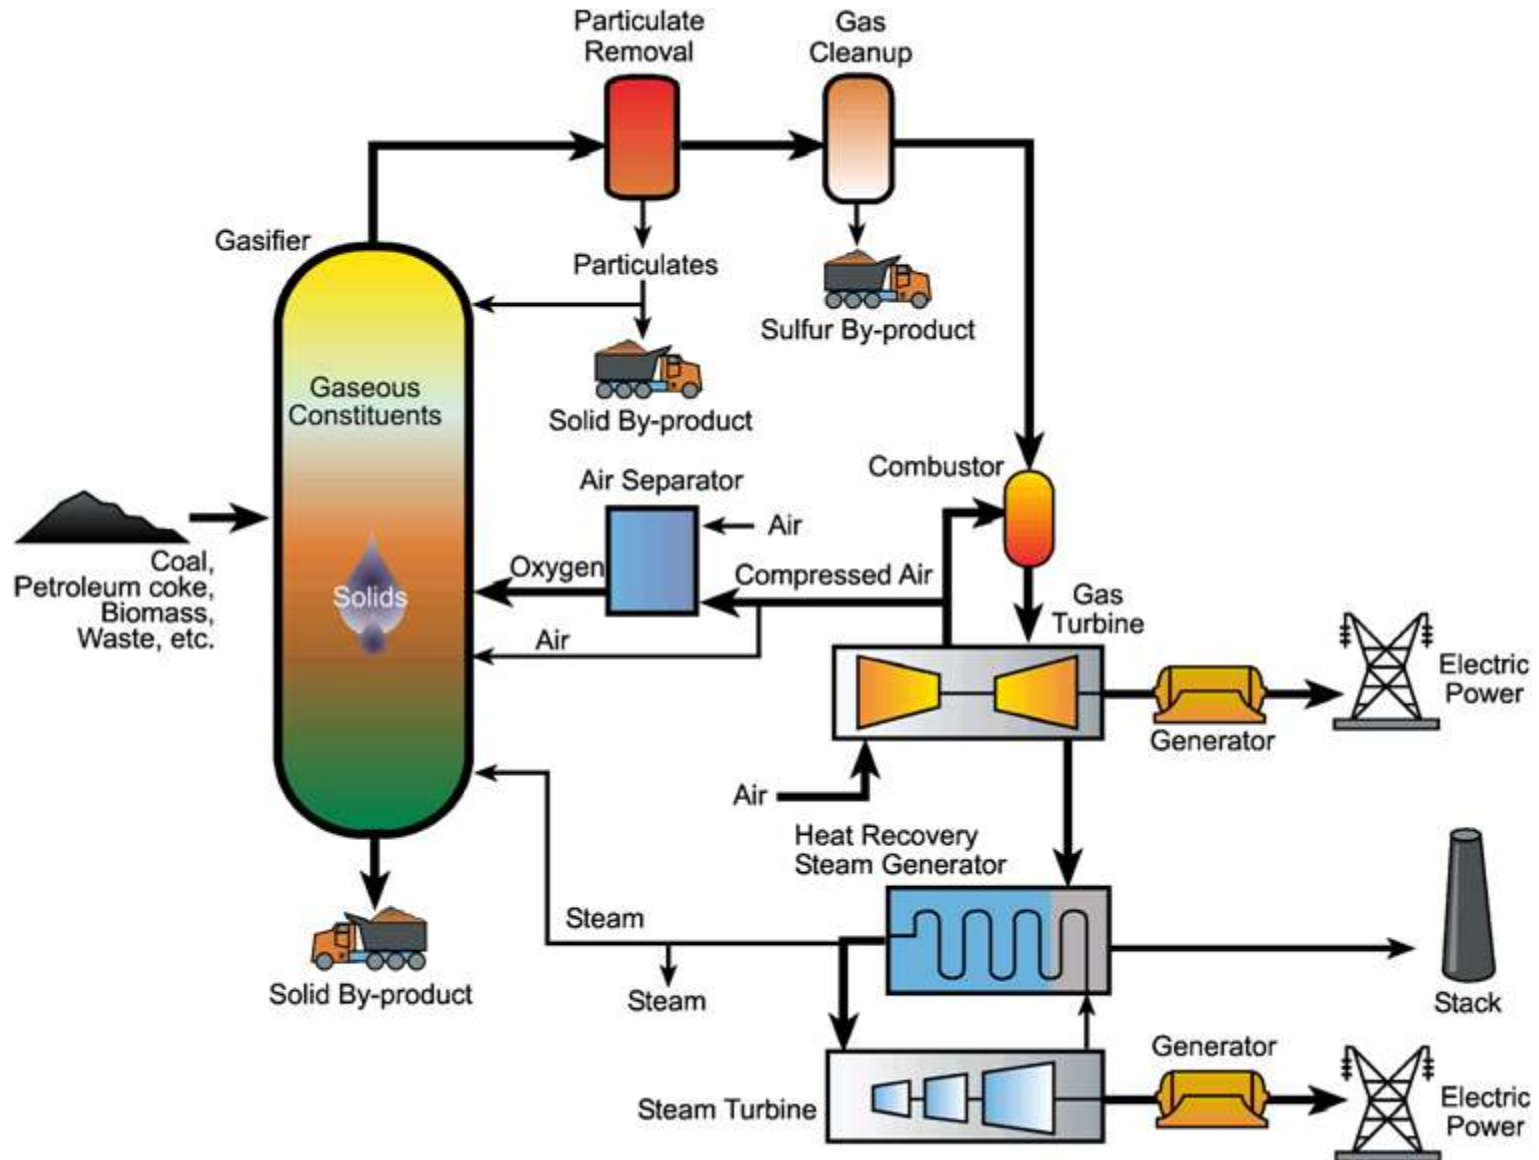 Particulate
Removal
Gas
Cleanup
Gasifier
Particulates
Sulfur By-product
Solid By-product
Gaseous
Constituents
Solids
Coal,
Petroleum coke,
Biomass,
Waste, etc.
Air Separator
Air
Oxygen
Compressed Air
Air
Combustor
Gas
Turbine
Generator
Electric
Power
Air
Heat Recovery
Steam Generator
Steam
Steam
Solid By-product
Stack
Steam Turbine
Generator
Electric
Power